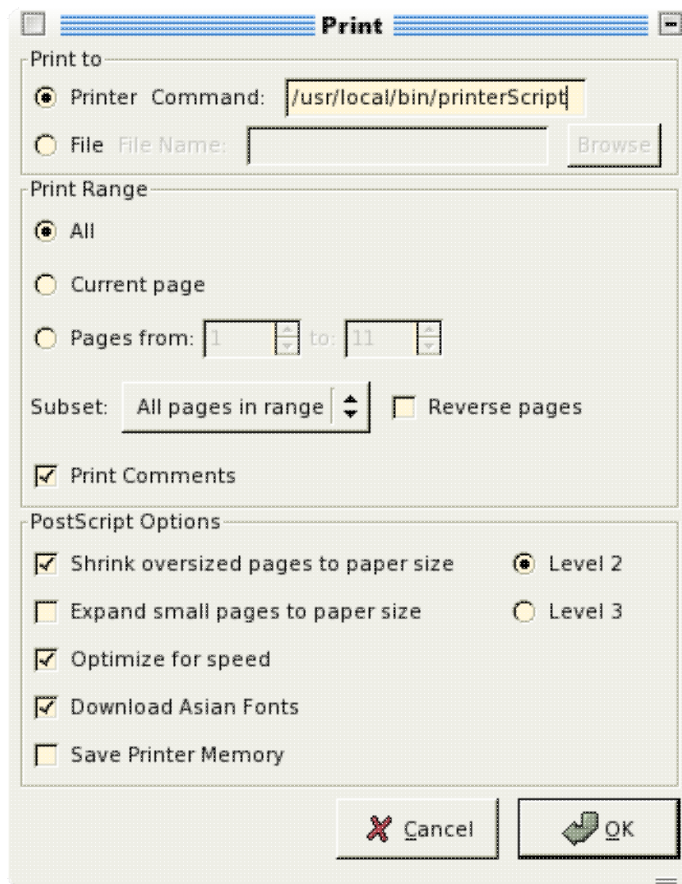 Print
Print to
Printer Command: /usr/local/bin/printerScript
File File Name: Browse
Print Range
All
Current page
Pages from: 1 to: 11
Subset: All pages in range Reverse pages
Print Comments
PostScript Options
Shrink oversized pages to paper size Level 2
Expand small pages to paper size Level 3
Optimize for speed
Download Asian Fonts
Save Printer Memory
Cancel OK